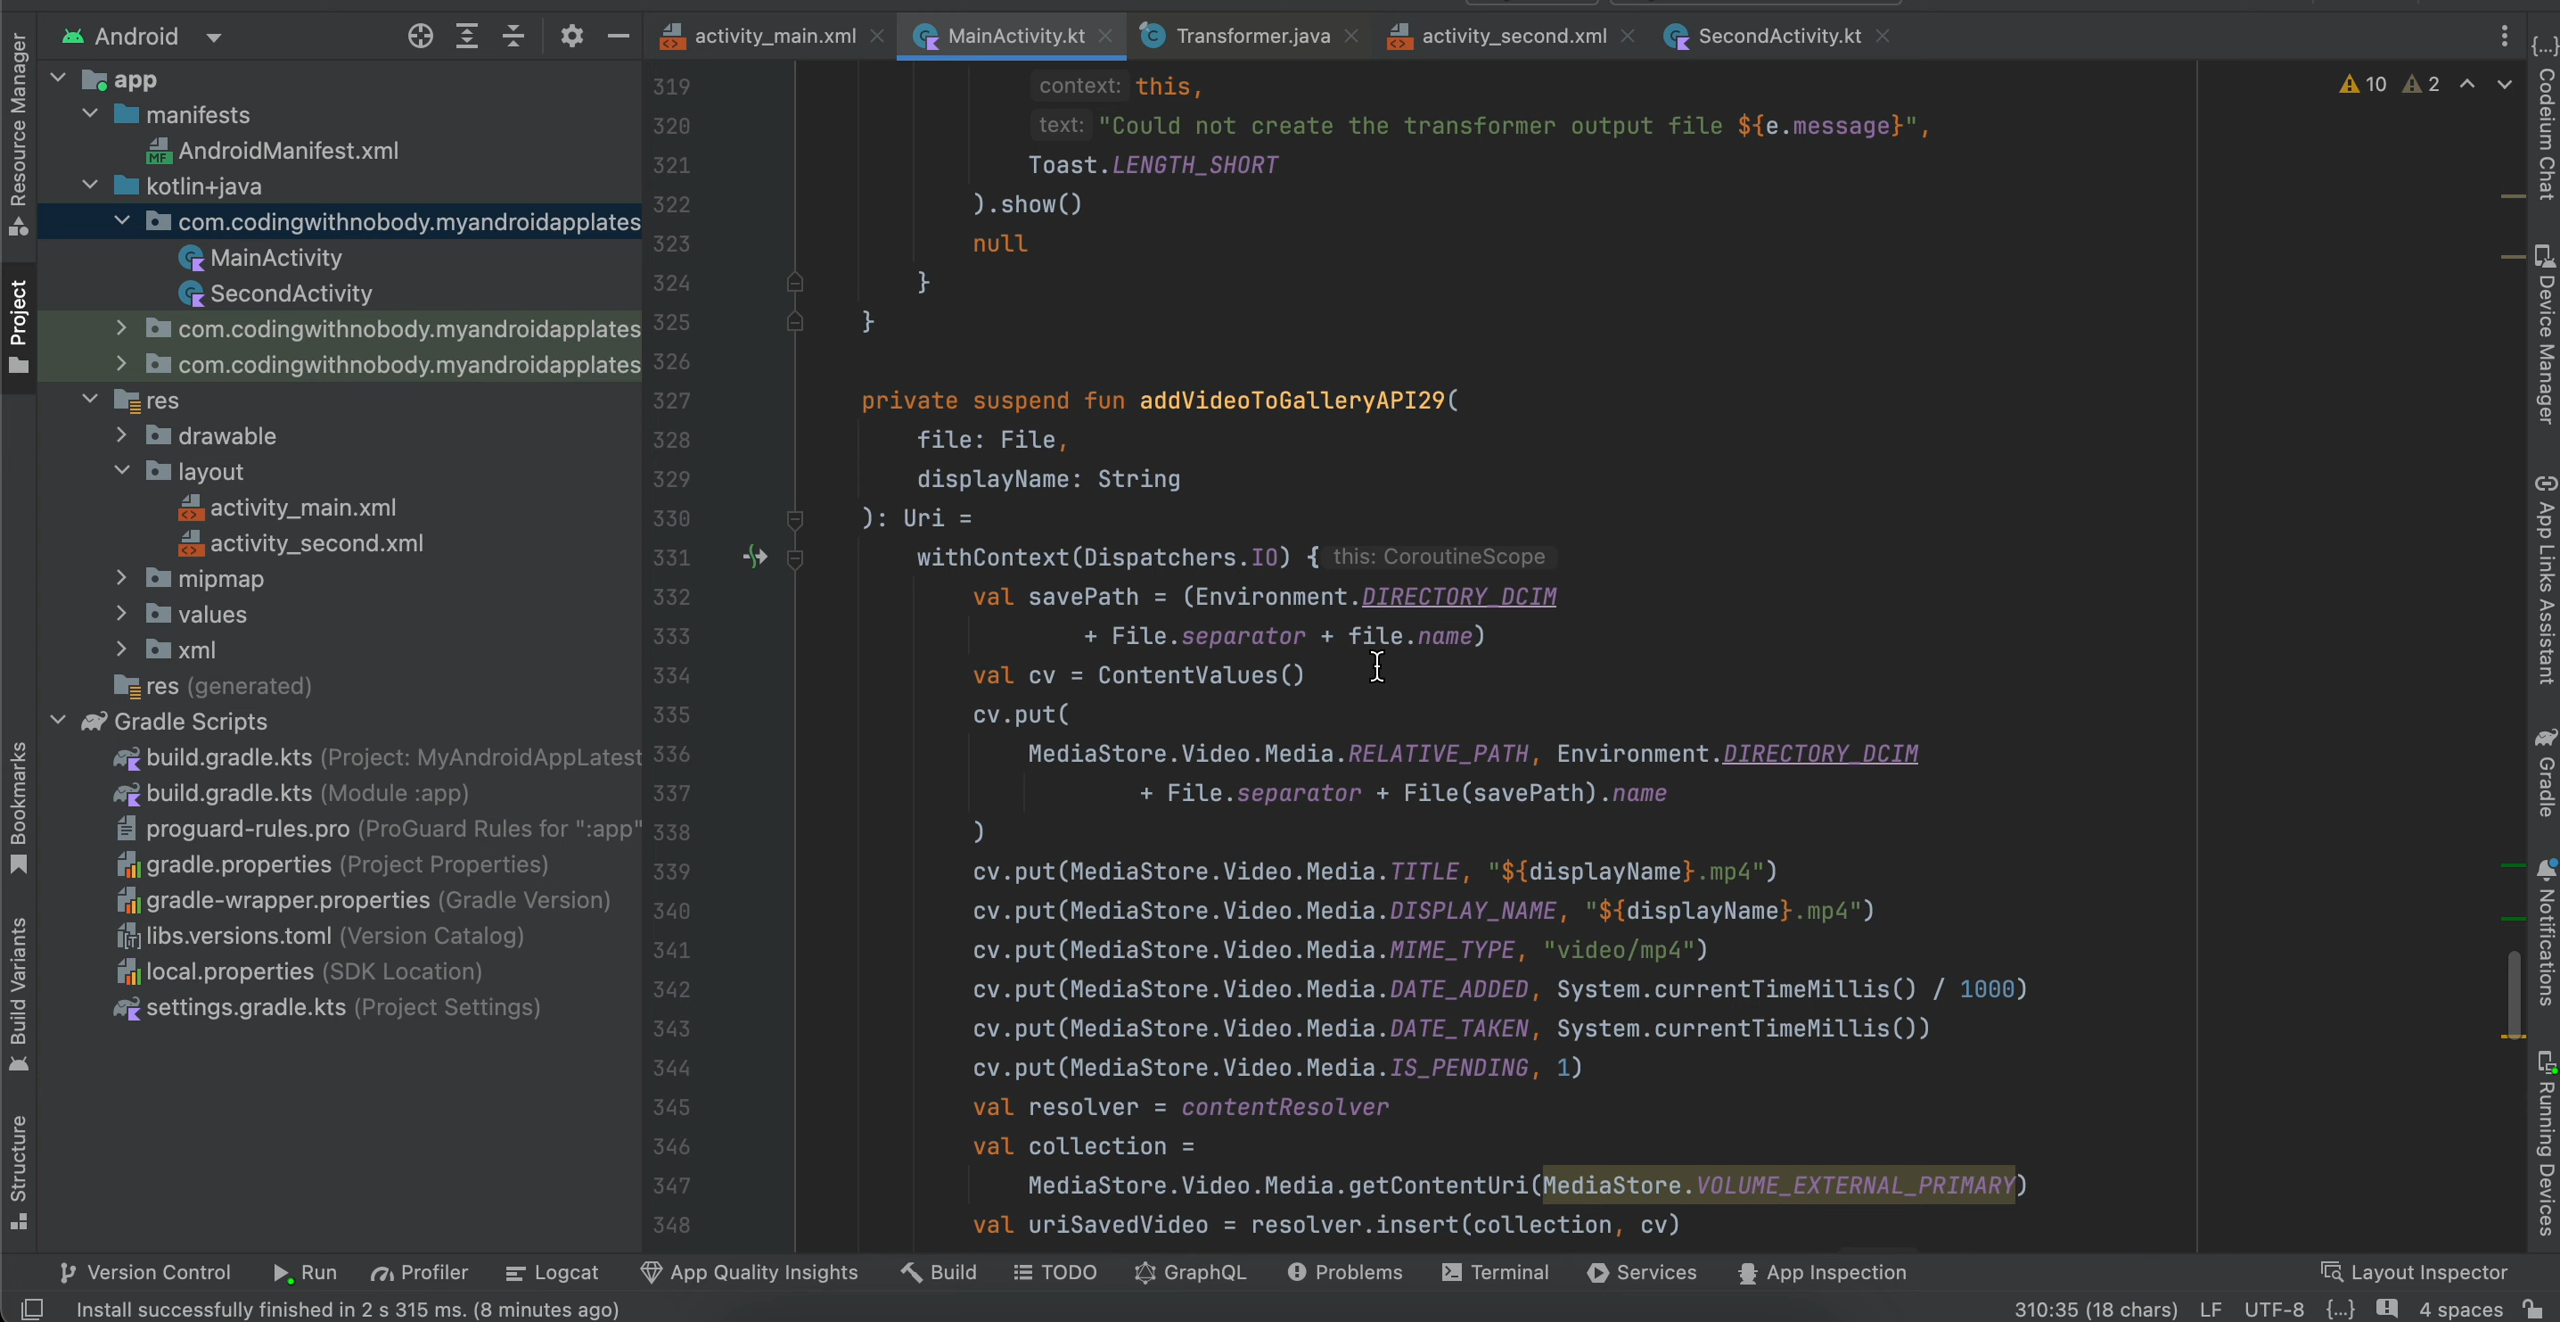 Android
activity_main.xml
MainActivity.kt
Transformer.java
activity_second.xml
SecondActivity.kt
Resource Manager
Project
Bookmarks
Build Variants
Structure
app
manifests
AndroidManifest.xml
kotlin+java
com.codingwithnobody.myandroidapplates
MainActivity
SecondActivity
com.codingwithnobody.myandroidapplates
com.codingwithnobody.myandroidapplates
res
drawable
layout
activity_main.xml
activity_second.xml
mipmap
values
xml
res (generated)
Gradle Scripts
build.gradle.kts (Project: MyAndroidAppLatest
build.gradle.kts (Module :app)
proguard-rules.pro (ProGuard Rules for ":app"
gradle.properties (Project Properties)
gradle-wrapper.properties (Gradle Version)
libs.versions.toml (Version Catalog)
local.properties (SDK Location)
settings.gradle.kts (Project Settings)
10 2
319 context: this,
320 text: "Could not create the transformer output file ${e.message}",
321 Toast.LENGTH_SHORT
322 ).show()
323 null
324 }
325 }
326
327 private suspend fun addVideoToGalleryAPI29(
328 file: File,
329 displayName: String
330 ): Uri =
331 withContext(Dispatchers.IO) { this: CoroutineScope
332 val savePath = (Environment.DIRECTORY_DCIM
333 + File.separator + file.name)
334 val cv = ContentValues()
335 cv.put(
336 MediaStore.Video.Media.RELATIVE_PATH, Environment.DIRECTORY_DCIM
337 + File.separator + File(savePath).name
338 )
339 cv.put(MediaStore.Video.Media.TITLE, "${displayName}.mp4")
340 cv.put(MediaStore.Video.Media.DISPLAY_NAME, "${displayName}.mp4")
341 cv.put(MediaStore.Video.Media.MIME_TYPE, "video/mp4")
342 cv.put(MediaStore.Video.Media.DATE_ADDED, System.currentTimeMillis() / 1000)
343 cv.put(MediaStore.Video.Media.DATE_TAKEN, System.currentTimeMillis())
344 cv.put(MediaStore.Video.Media.IS_PENDING, 1)
345 val resolver = contentResolver
346 val collection =
347 MediaStore.Video.Media.getContentUri(MediaStore.VOLUME_EXTERNAL_PRIMARY)
348 val uriSavedVideo = resolver.insert(collection, cv)
{...} Codeium Chat
Device Manager
App Links Assistant
Gradle
Notifications
Running Devices
Version Control
Run
Profiler
Logcat
App Quality Insights
Build
TODO
GraphQL
Problems
Terminal
Services
App Inspection
Layout Inspector
Install successfully finished in 2 s 315 ms. (8 minutes ago)
310:35 (18 chars) LF UTF-8 {...} 4 spaces